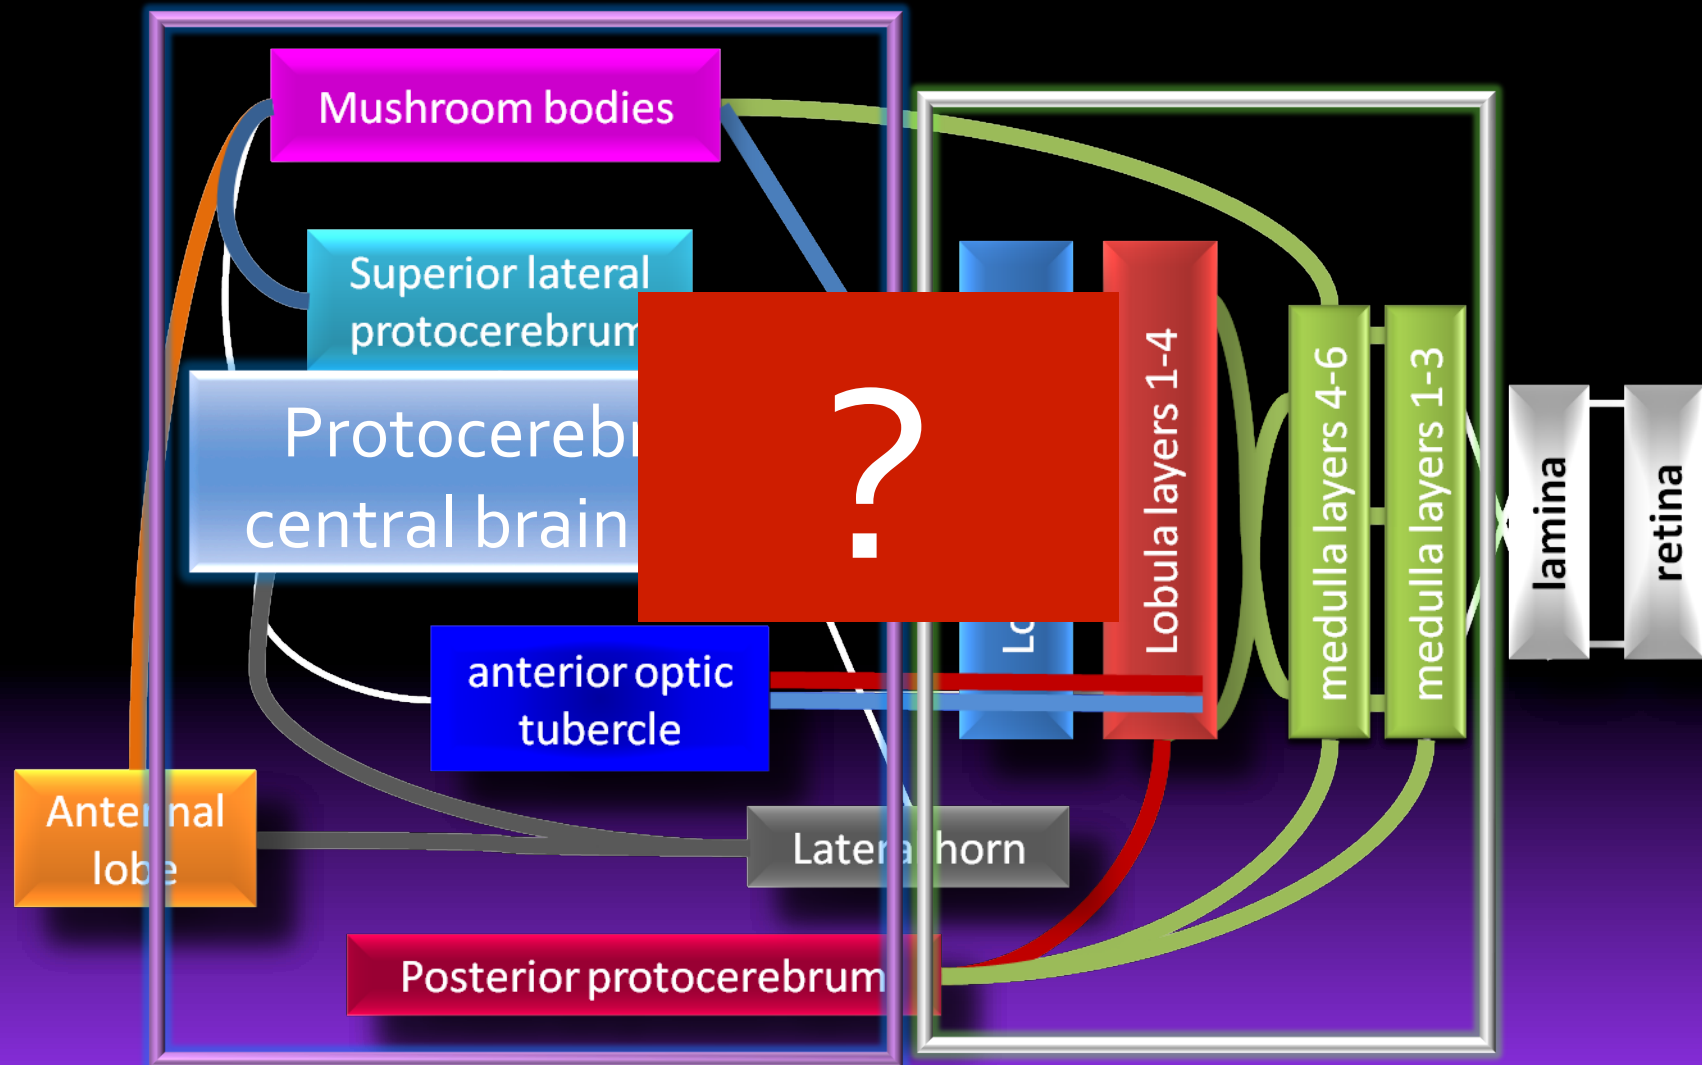 Mushroom bodies
Superior lateral
protocerebrum
central brain
?
Lobula layers 1-4
medulla layers 4-6
medulla layers 1-3
lamina
retina
anterior optic
tubercle
Antennal
lobe
Lateral horn
Posterior protocerebrum